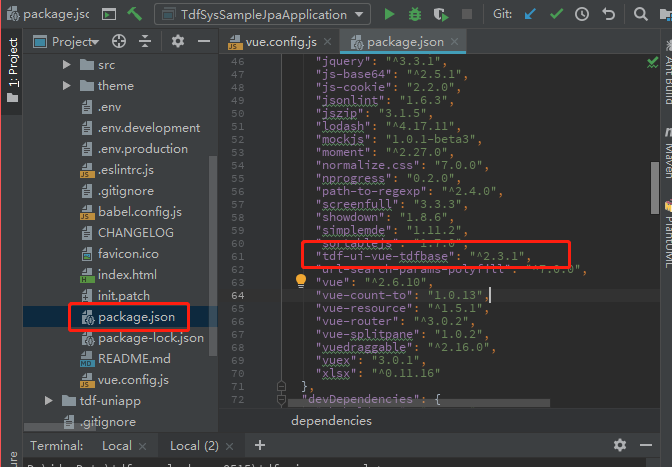 package.jsc
TdfSysSampleJpaApplication
Git:
1: Project
Project
vue.config.js
package.json
src
theme
.env
.env.development
.env.production
.eslintrc.js
.gitignore
babel.config.js
CHANGELOG
favicon.ico
index.html
init.patch
package.json
package-lock.json
README.md
vue.config.js
tdf-uniapp
.gitignore
46 "jquery": "^3.3.1",
47 "js-base64": "^2.5.1",
48 "js-cookie": "2.2.0",
49 "jsonlint": "1.6.3",
50 "jszip": "3.1.5",
51 "lodash": "^4.17.11",
52 "mockjs": "1.0.1-beta3",
53 "moment": "^2.27.0",
54 "normalize.css": "7.0.0",
55 "nprogress": "0.2.0",
56 "path-to-regexp": "^2.4.0",
57 "screenfull": "3.3.3",
58 "showdown": "1.8.6",
59 "simplemde": "1.11.2",
60 "sortablejs": "1.7.0",
61 "tdf-ui-vue-tdfbase": "^2.3.1",
62 "url-search-params-polyfill": "^7.0.0",
63 "vue": "^2.6.10",
64 "vue-count-to": "1.0.13",
65 "vue-resource": "^1.5.1",
66 "vue-router": "^3.0.2",
67 "vue-splitpane": "1.0.2",
68 "vuedraggable": "^2.16.0",
69 "vuex": "3.0.1",
70 "xlsx": "^0.11.16"
71 },
72 "devDependencies": {
dependencies
Ant Build
Maven
PlantUML
Terminal:
Local
Local (2)